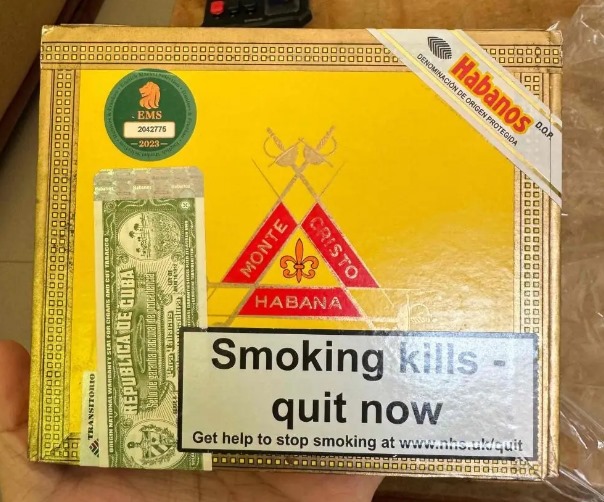 EMS
2042775
2023
Habanos D.O.P.
DENOMINACIÓN DE ORIGEN PROTEGIDA
MONTE
CRISTO
HABANA
REPUBLICA DE CUBA
TRANSITORIO
Smoking kills -
quit now
Get help to stop smoking at www.nhs.uk/quit